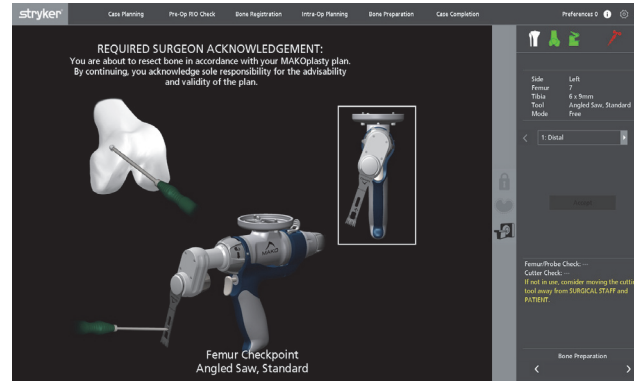 stryker
Case Planning Pre-Op RIO Check Bone Registration Intra-Op Planning Bone Preparation Case Completion Preferences 0
REQUIRED SURGEON ACKNOWLEDGEMENT:
You are about to resect bone in accordance with your MAKOplasty plan.
By continuing, you acknowledge sole responsibility for the advisability
and validity of the plan.
MAKO
Femur Checkpoint
Angled Saw, Standard
Side Left
Femur 7
Tibia 6 x 9mm
Tool Angled Saw, Standard
Mode Free
1: Distal
Femur/Probe Check: ---
Cutter Check: ---
If not in use, consider moving the cuttin
tool away from SURGICAL STAFF and
PATIENT.
Bone Preparation